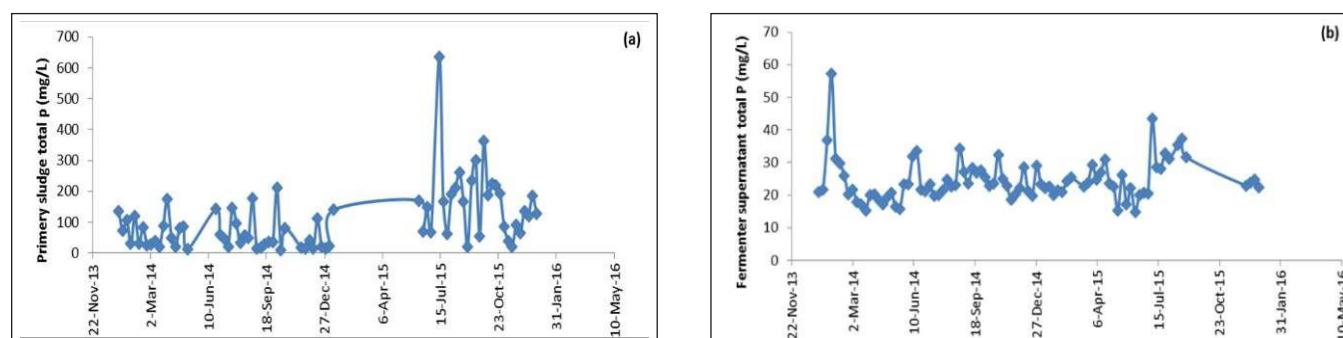 (a)
Primery sludge total p (mg/L)
700
600
500
400
300
200
100
0
22-Nov-13
2-Mar-14
10-Jun-14
18-Sep-14
27-Dec-14
6-Apr-15
15-Jul-15
23-Oct-15
31-Jan-16
10-May-16
(b)
Fermenter supernatant total P (mg/L)
70
60
50
40
30
20
10
0
22-Nov-13
2-Mar-14
10-Jun-14
18-Sep-14
27-Dec-14
6-Apr-15
15-Jul-15
23-Oct-15
31-Jan-16
10-May-16